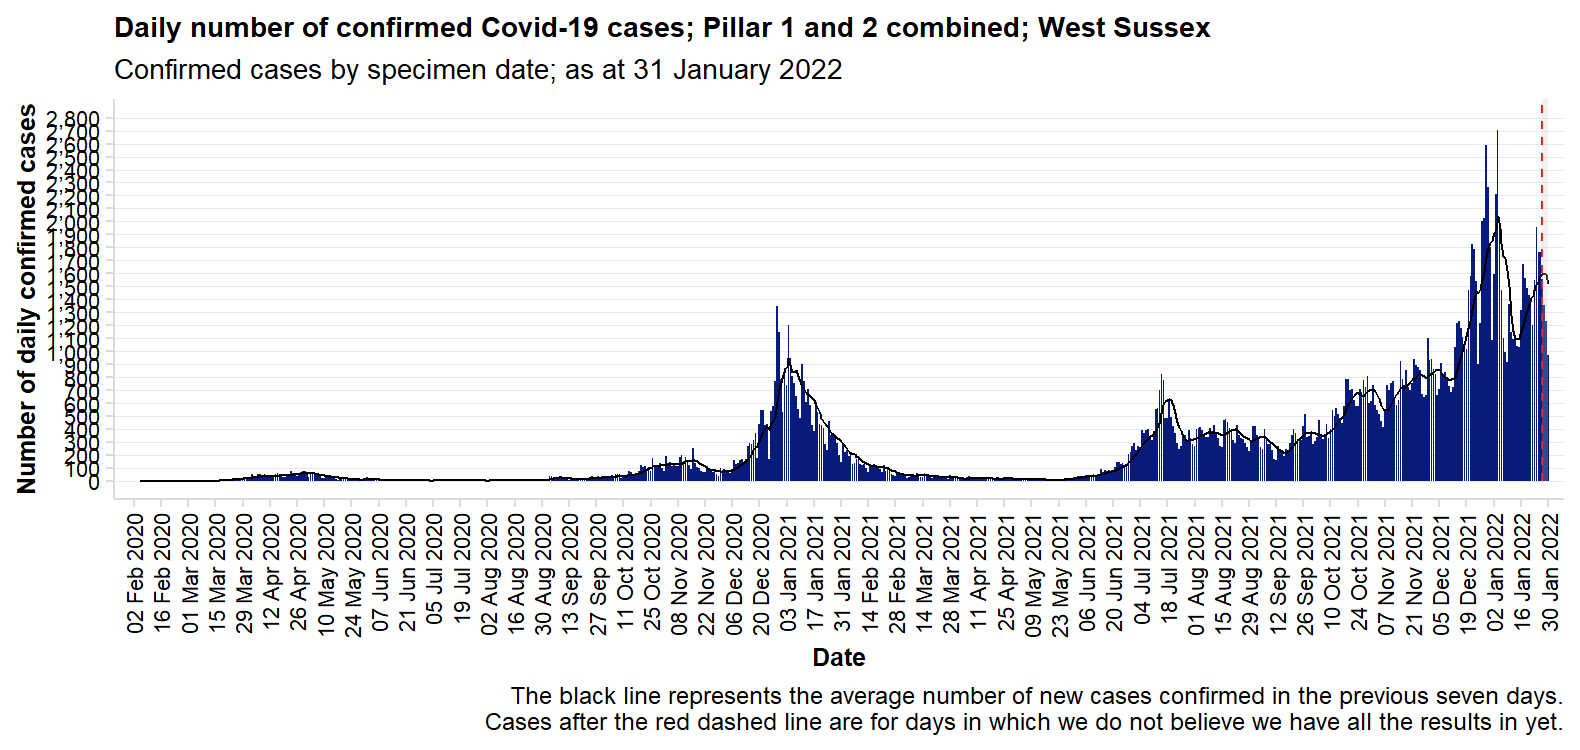 Daily number of confirmed Covid-19 cases; Pillar 1 and 2 combined; West Sussex
Confirmed cases by specimen date; as at 31 January 2022
Number of daily confirmed cases
2,800
2,700
2,600
2,500
2,400
2,300
2,200
2,100
2,000
1,900
1,800
1,700
1,600
1,500
1,400
1,300
1,200
1,100
1,000
900
800
700
600
500
400
300
200
100
0
02 Feb 2020
16 Feb 2020
01 Mar 2020
15 Mar 2020
29 Mar 2020
12 Apr 2020
26 Apr 2020
10 May 2020
24 May 2020
07 Jun 2020
21 Jun 2020
05 Jul 2020
19 Jul 2020
02 Aug 2020
16 Aug 2020
30 Aug 2020
13 Sep 2020
27 Sep 2020
11 Oct 2020
25 Oct 2020
08 Nov 2020
22 Nov 2020
06 Dec 2020
20 Dec 2020
03 Jan 2021
17 Jan 2021
31 Jan 2021
14 Feb 2021
28 Feb 2021
14 Mar 2021
28 Mar 2021
11 Apr 2021
25 Apr 2021
09 May 2021
23 May 2021
06 Jun 2021
20 Jun 2021
04 Jul 2021
18 Jul 2021
01 Aug 2021
15 Aug 2021
29 Aug 2021
12 Sep 2021
26 Sep 2021
10 Oct 2021
24 Oct 2021
07 Nov 2021
21 Nov 2021
05 Dec 2021
19 Dec 2021
02 Jan 2022
16 Jan 2022
30 Jan 2022
Date
The black line represents the average number of new cases confirmed in the previous seven days.
Cases after the red dashed line are for days in which we do not believe we have all the results in yet.